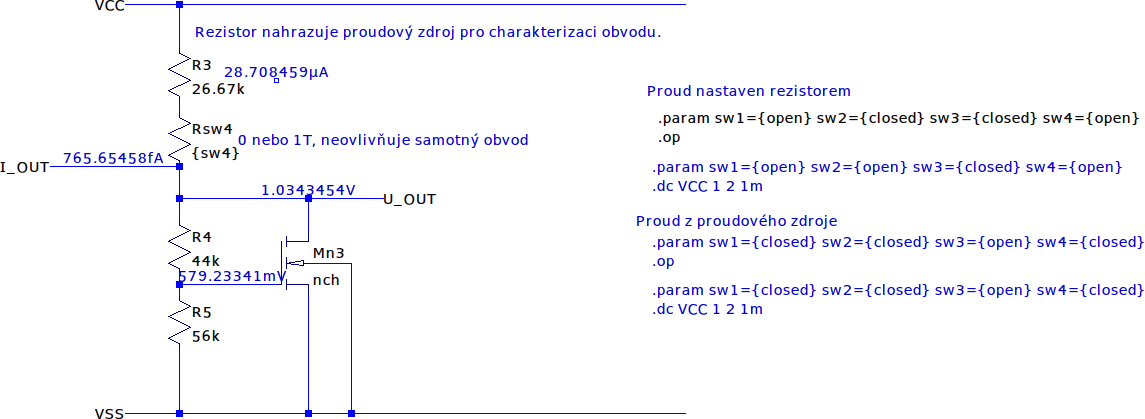 VCC
Rezistor nahrazuje proudový zdroj pro charakterizaci obvodu.
R3
28.708459µA
26.67k
Rsw4
0 nebo 1T, neovlivňuje samotný obvod
{sw4}
765.65458fA
I_OUT
1.0343454V
U_OUT
R4
44k
579.23341mV
Mn3
nch
R5
56k
VSS
Proud nastaven rezistorem
.param sw1={open} sw2={closed} sw3={closed} sw4={open}
.op
.param sw1={open} sw2={open} sw3={closed} sw4={open}
.dc VCC 1 2 1m
Proud z proudového zdroje
.param sw1={closed} sw2={closed} sw3={open} sw4={closed}
.op
.param sw1={closed} sw2={closed} sw3={open} sw4={closed}
.dc VCC 1 2 1m